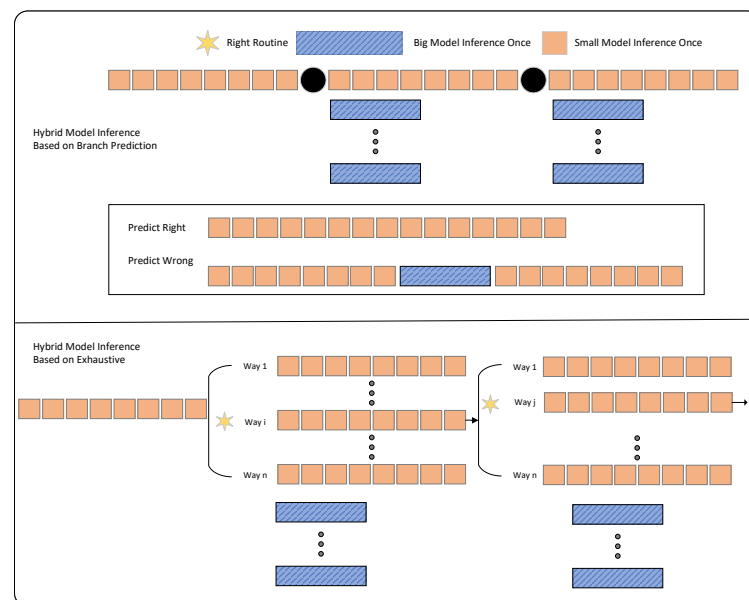 Right Routine
Big Model Inference Once
Small Model Inference Once
Hybrid Model Inference
Based on Branch Prediction
Predict Right
Predict Wrong
Hybrid Model Inference
Based on Exhaustive
Way 1
Way i
Way n
Way 1
Way j
Way n